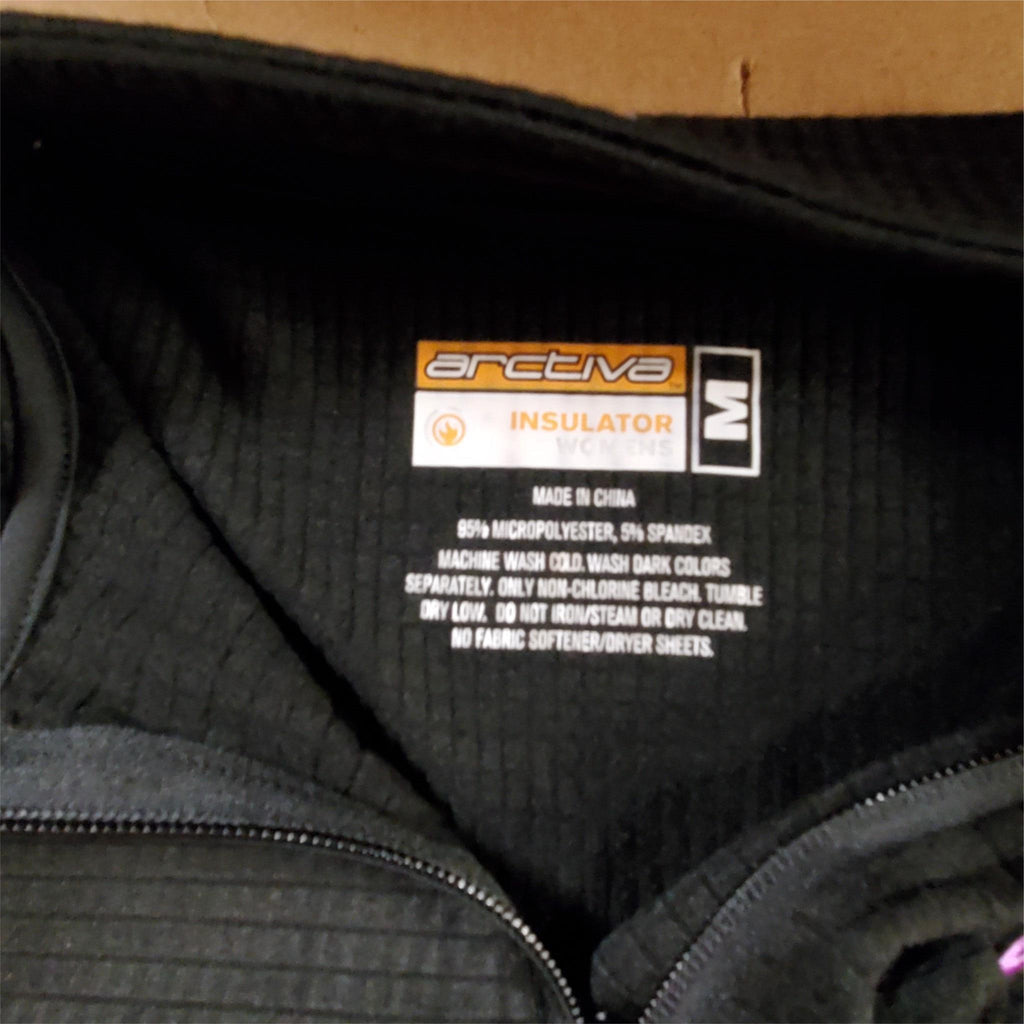 arctiva™
M
INSULATOR
WOMENS
MADE IN CHINA
95% MICROPOLYESTER, 5% SPANDEX
MACHINE WASH COLD. WASH DARK COLORS
SEPARATELY. ONLY NON-CHLORINE BLEACH. TUMBLE
DRY LOW. DO NOT IRON/STEAM OR DRY CLEAN.
NO FABRIC SOFTENER/DRYER SHEETS.